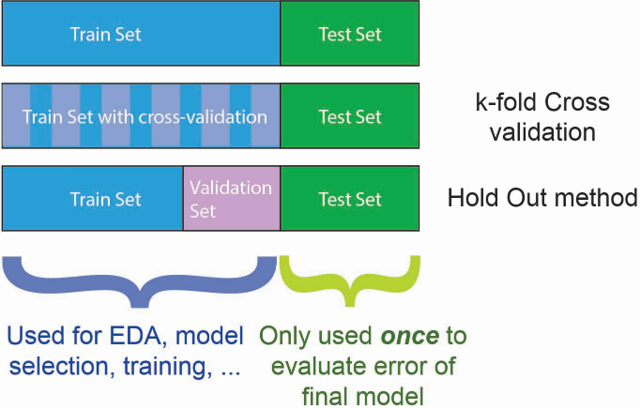 Train Set
Test Set
Train Set with cross-validation
Test Set
k-fold Cross
validation
Train Set
Validation
Set
Test Set
Hold Out method
Used for EDA, model
selection, training, ...
Only used once to
evaluate error of
final model